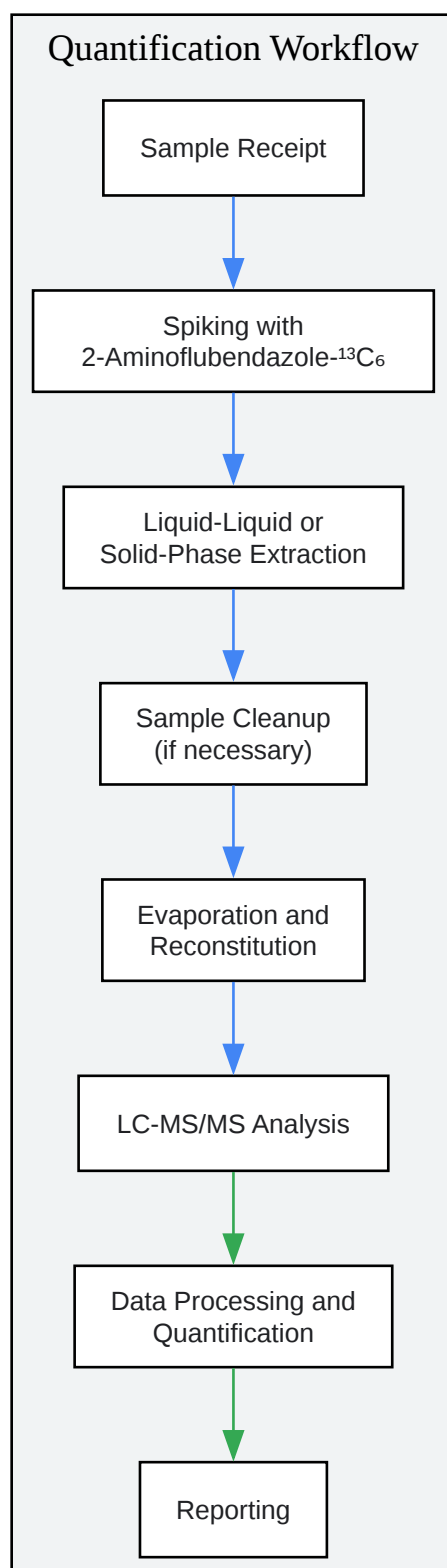 Quantification Workflow
Sample Receipt
Spiking with
2-Aminoflubendazole-¹³C₆
Liquid-Liquid or
Solid-Phase Extraction
Sample Cleanup
(if necessary)
Evaporation and
Reconstitution
LC-MS/MS Analysis
Data Processing and
Quantification
Reporting